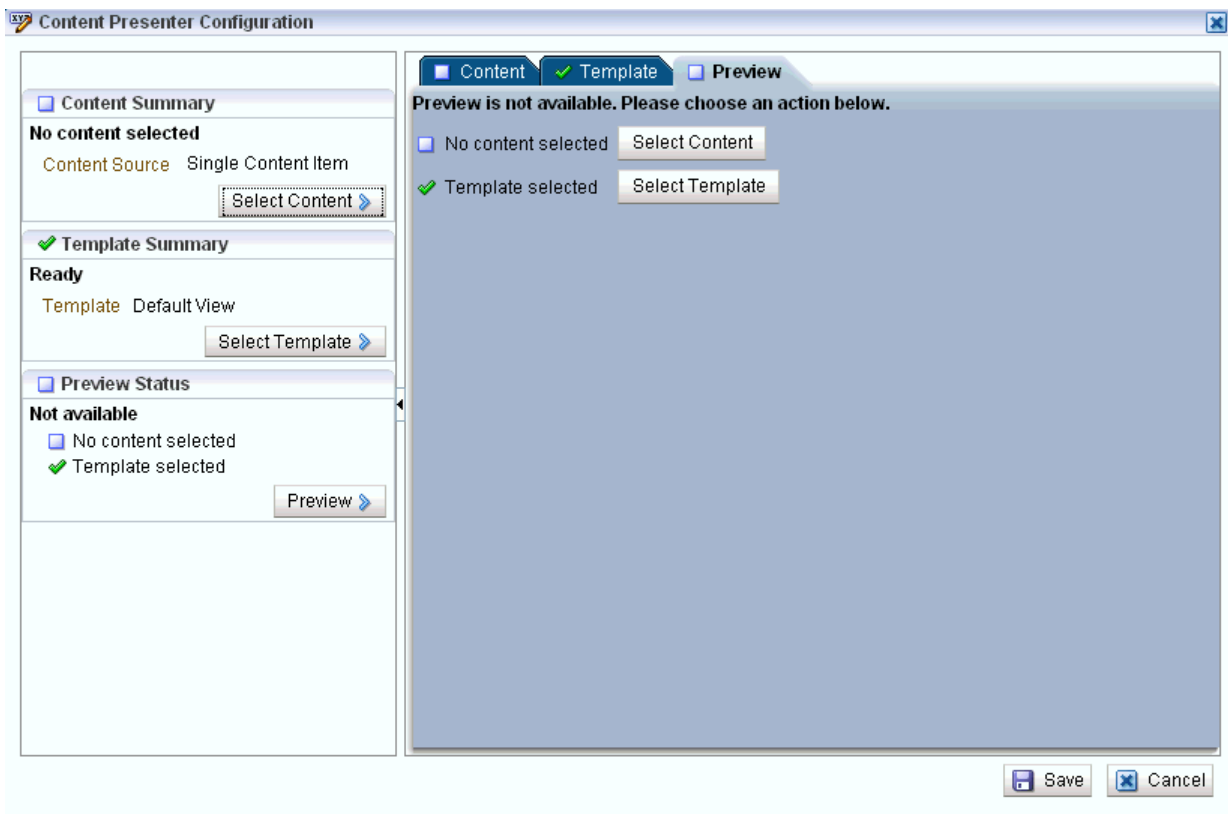 Content Presenter Configuration
Content Summary
No content selected
Content Source Single Content Item
Select Content
Template Summary
Ready
Template Default View
Select Template
Preview Status
Not available
No content selected
Template selected
Preview
Content Template Preview
Preview is not available. Please choose an action below.
No content selected Select Content
Template selected Select Template
Save Cancel